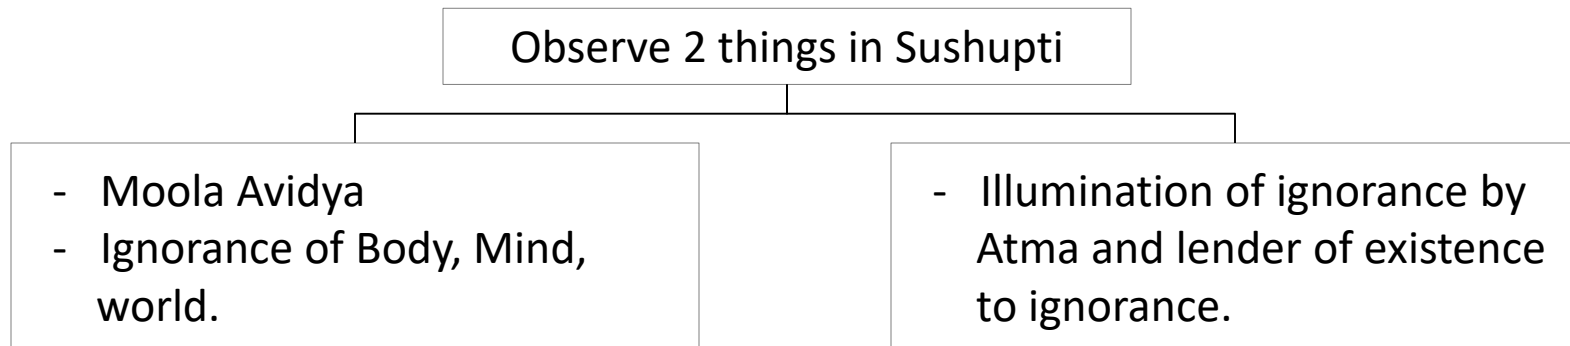 Observe 2 things in Sushupti
- Moola Avidya
- Ignorance of Body, Mind,
world.
- Illumination of ignorance by
Atma and lender of existence
to ignorance.